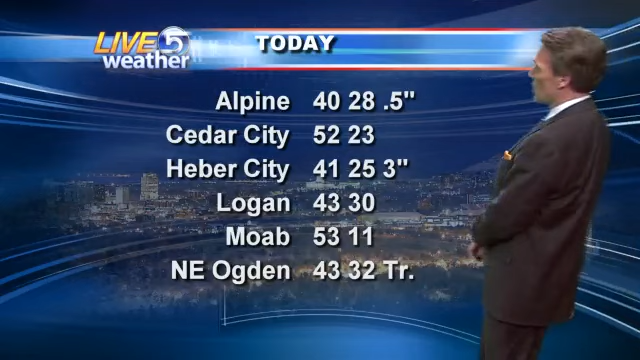 LIVE 5
weather
TODAY
Alpine 40 28 .5"
Cedar City 52 23
Heber City 41 25 3"
Logan 43 30
Moab 53 11
NE Ogden 43 32 Tr.